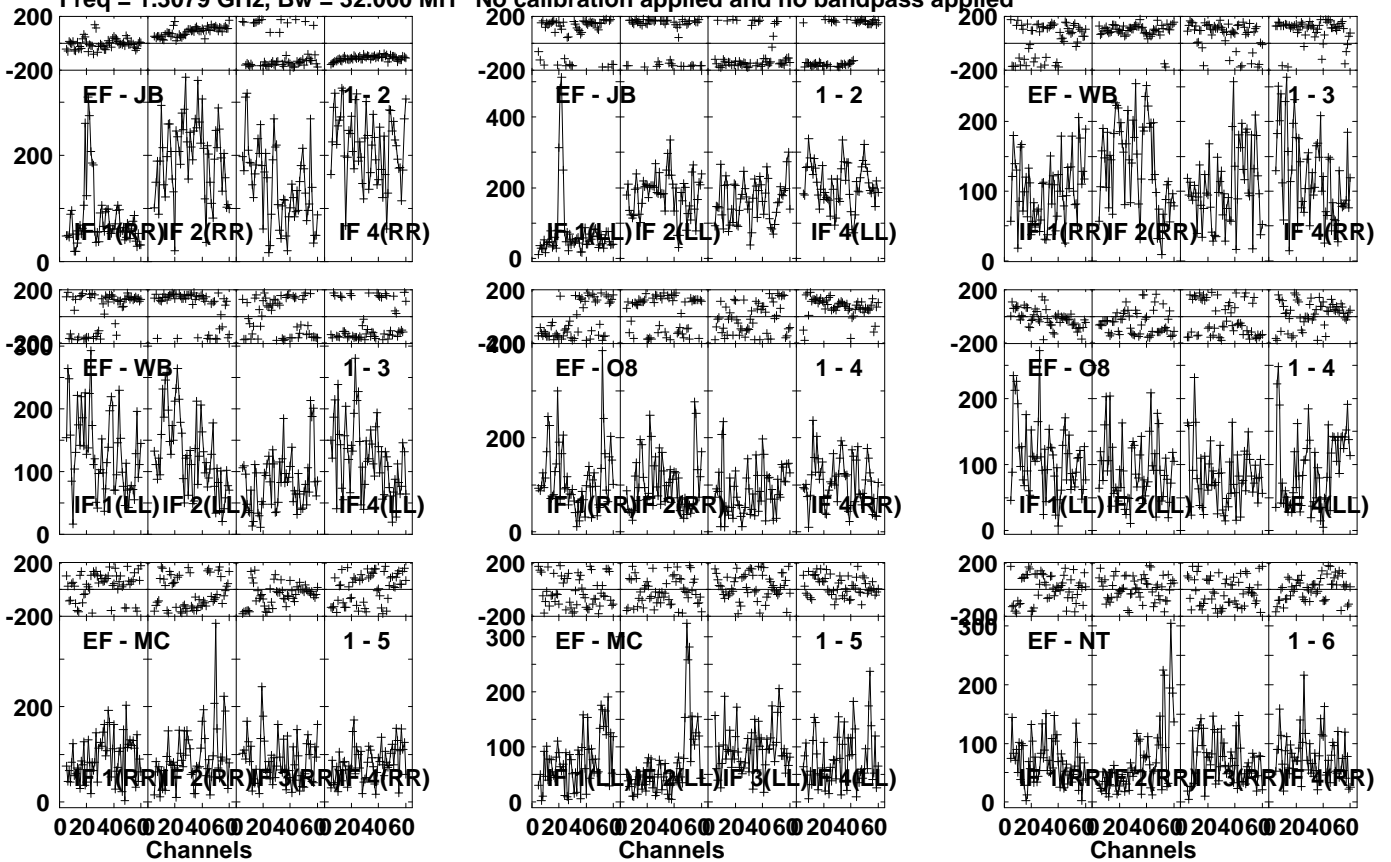 Freq = 1.3079 GHz, Bw = 32.000 MH No calibration applied and no bandpass applied
200
-200
EF - JB 1 - 2
200
0
IF 1(RR) IF 2(RR) IF 4(RR)
200
-200
EF - JB 1 - 2
400
200
0
IF 1(LL) IF 2(LL) IF 4(LL)
200
-200
EF - WB 1 - 3
200
100
0
IF 1(RR) IF 2(RR) IF 4(RR)
200
-200
300
EF - WB 1 - 3
200
100
0
IF 1(LL) IF 2(LL) IF 4(LL)
200
-200
EF - O8 1 - 4
200
0
IF 1(RR) IF 2(RR) IF 4(RR)
200
-200
EF - O8 1 - 4
200
100
0
IF 1(LL) IF 2(LL) IF 4(LL)
200
-200
EF - MC 1 - 5
200
0
IF 1(RR) IF 2(RR) IF 3(RR) IF 4(RR)
0 20 40 60 0 20 40 60 0 20 40 60 0 20 40 60
Channels
200
-200
EF - MC 1 - 5
300
200
100
0
IF 1(LL) IF 2(LL) IF 3(LL) IF 4(LL)
0 20 40 60 0 20 40 60 0 20 40 60 0 20 40 60
Channels
200
-200
300
EF - NT 1 - 6
200
100
0
IF 1(RR) IF 2(RR) IF 3(RR) IF 4(RR)
0 20 40 60 0 20 40 60 0 20 40 60 0 20 40 60
Channels